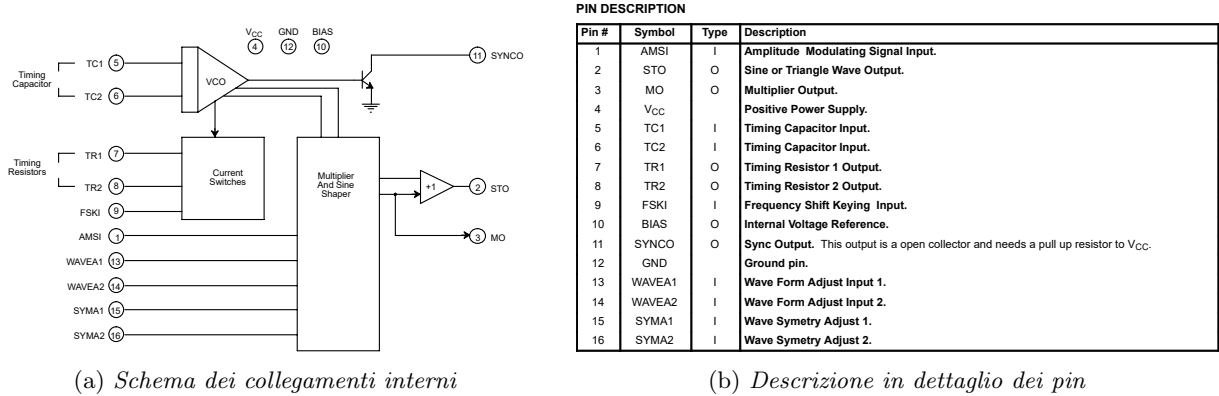 V_CC GND BIAS
4 12 10
11 SYNCO
Timing
Capacitor
TC1 5
TC2 6
VCO
Timing
Resistors
TR1 7
TR2 8
Current
Switches
Multiplier
And Sine
Shaper
+1
2 STO
FSKI 9
AMSI 1
3 MO
WAVEA1 13
WAVEA2 14
SYMA1 15
SYMA2 16
(a) Schema dei collegamenti interni
PIN DESCRIPTION
Pin # Symbol Type Description
1 AMSI I Amplitude Modulating Signal Input.
2 STO O Sine or Triangle Wave Output.
3 MO O Multiplier Output.
4 V_CC Positive Power Supply.
5 TC1 I Timing Capacitor Input.
6 TC2 I Timing Capacitor Input.
7 TR1 O Timing Resistor 1 Output.
8 TR2 O Timing Resistor 2 Output.
9 FSKI I Frequency Shift Keying Input.
10 BIAS O Internal Voltage Reference.
11 SYNCO O Sync Output. This output is a open collector and needs a pull up resistor to V_CC.
12 GND Ground pin.
13 WAVEA1 I Wave Form Adjust Input 1.
14 WAVEA2 I Wave Form Adjust Input 2.
15 SYMA1 I Wave Symetry Adjust 1.
16 SYMA2 I Wave Symetry Adjust 2.
(b) Descrizione in dettaglio dei pin